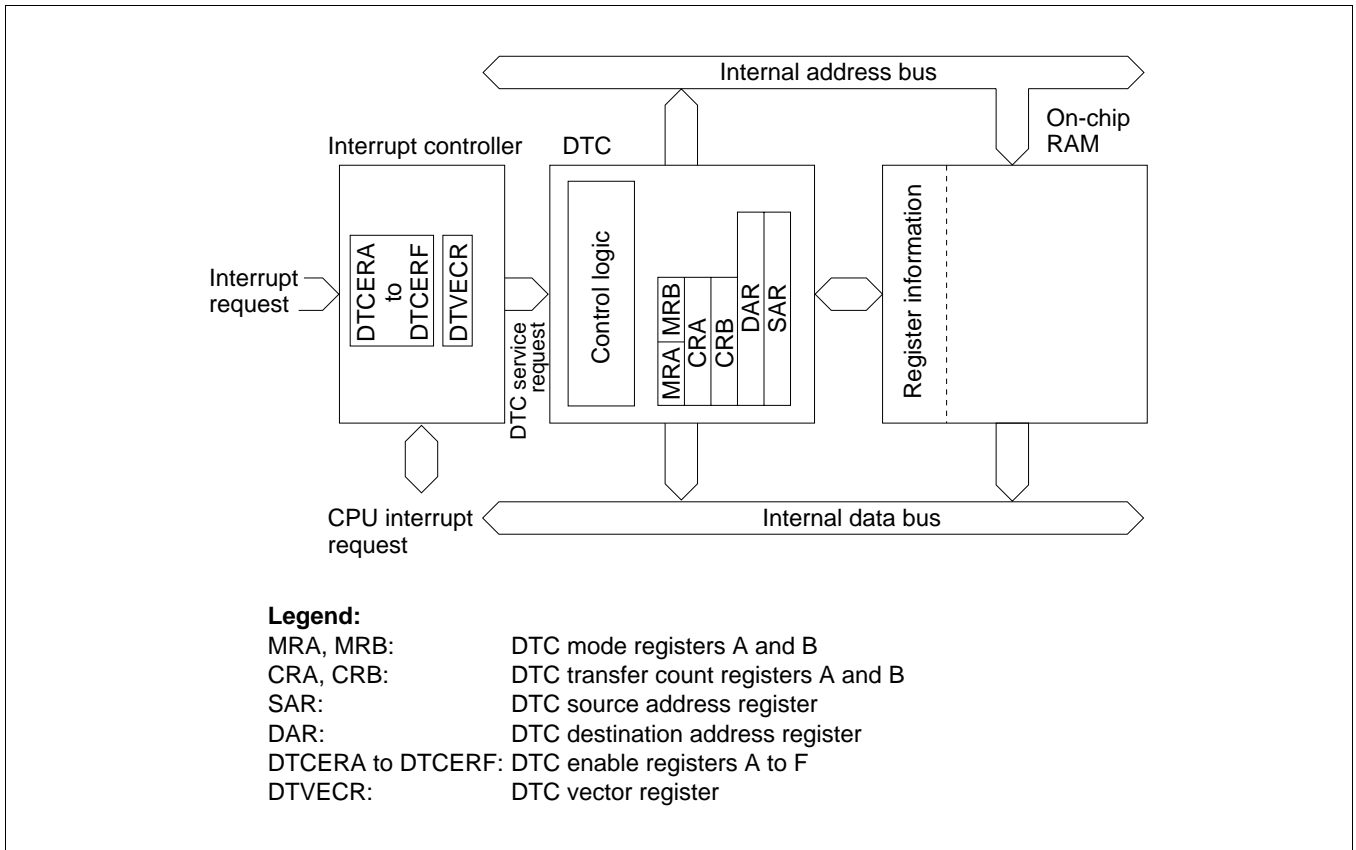 Internal address bus
On-chip
RAM
Interrupt controller
DTC
Interrupt
request
DTCERA
to
DTCERF
DTVECR
DTC service
request
Control logic
MRA MRB
CRA
CRB
DAR
SAR
Register information
CPU interrupt
request
Internal data bus
Legend:
MRA, MRB: DTC mode registers A and B
CRA, CRB: DTC transfer count registers A and B
SAR: DTC source address register
DAR: DTC destination address register
DTCERA to DTCERF: DTC enable registers A to F
DTVECR: DTC vector register